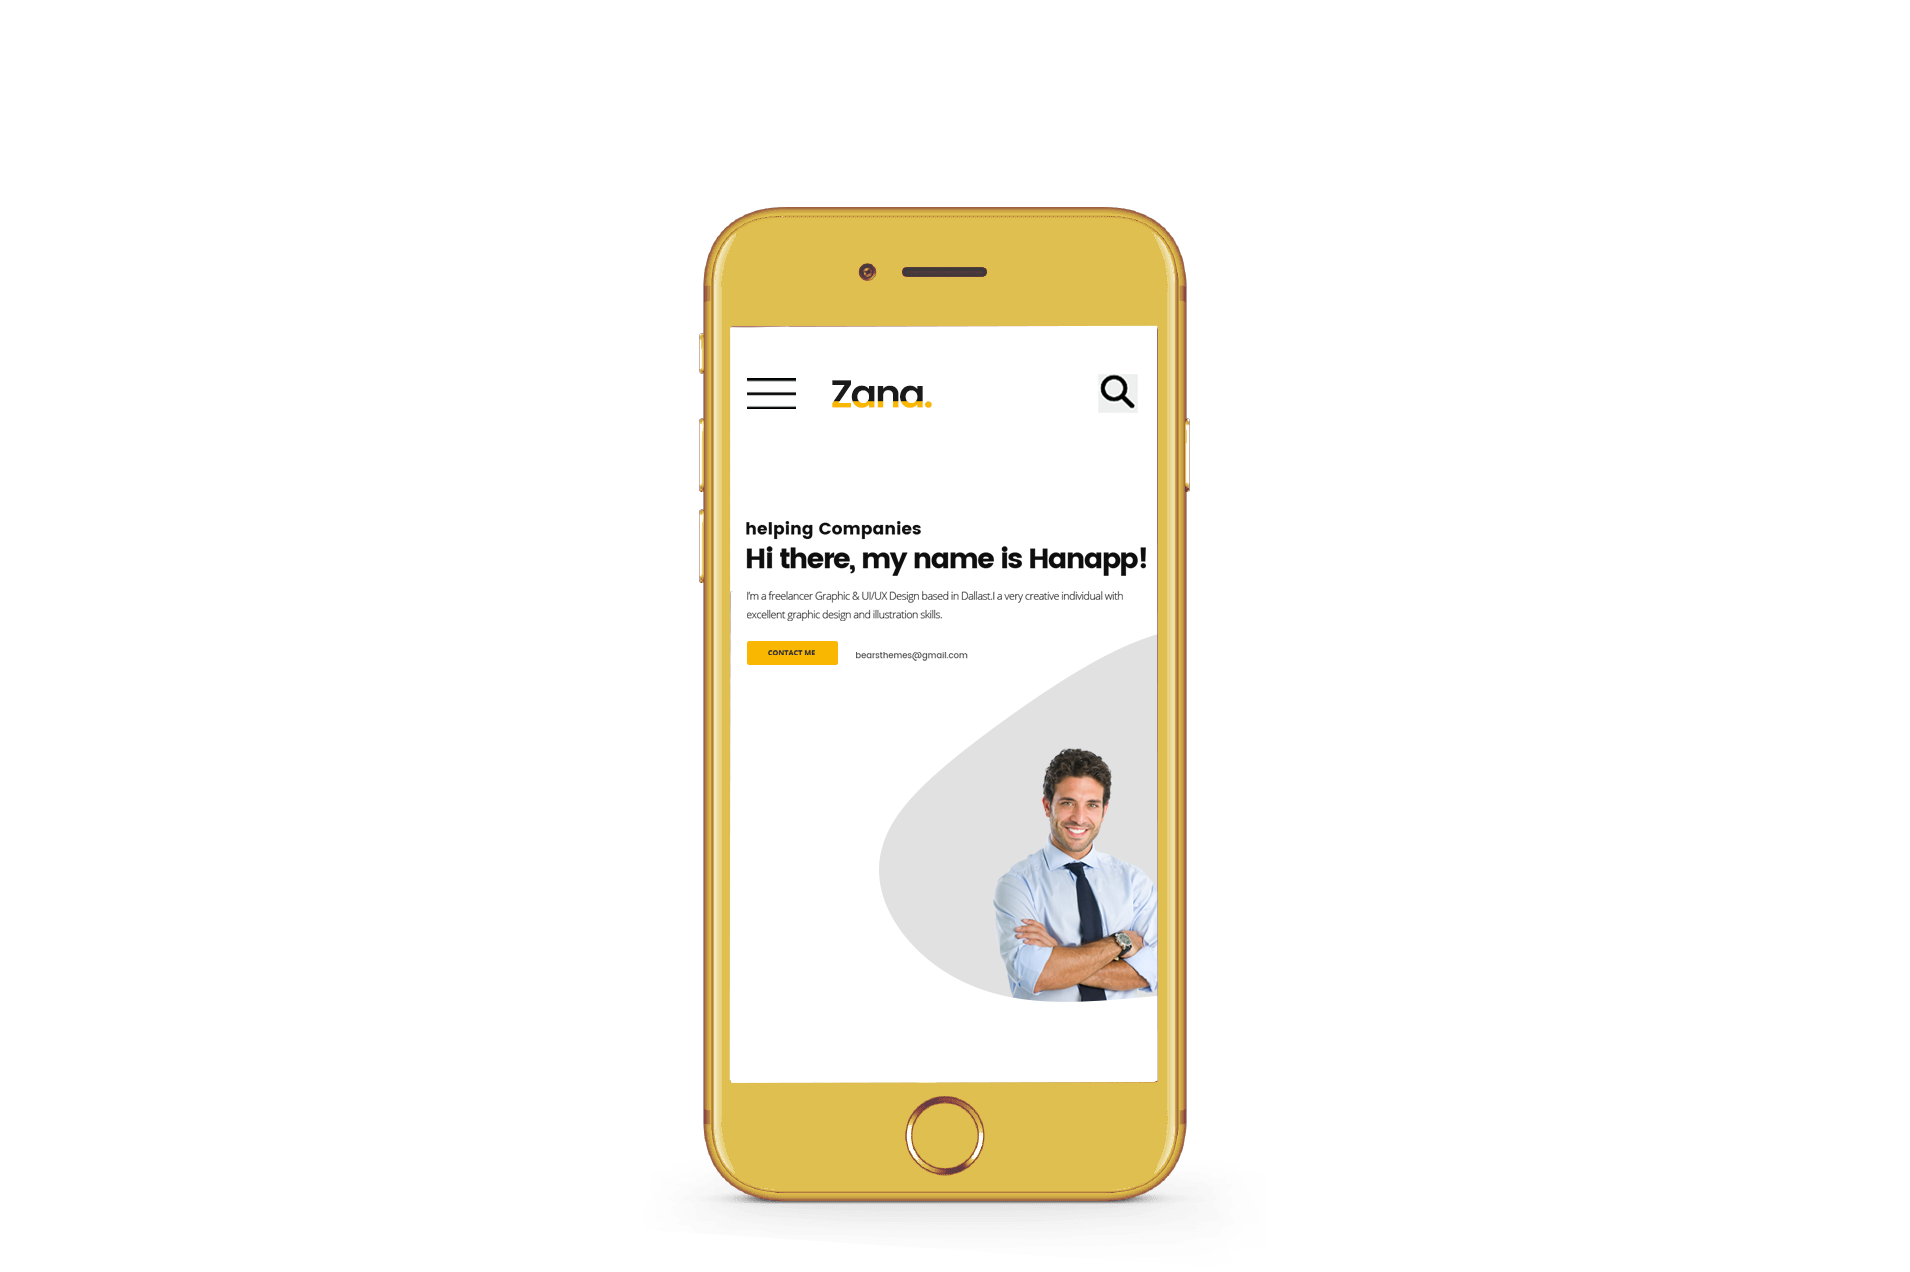 Zana.
helping Companies
Hi there, my name is Hanapp!
I'm a freelancer Graphic & UI/UX Design based in Dallast.I a very creative individual with
excellent graphic design and illustration skills.
CONTACT ME
bearsthemes@gmail.com